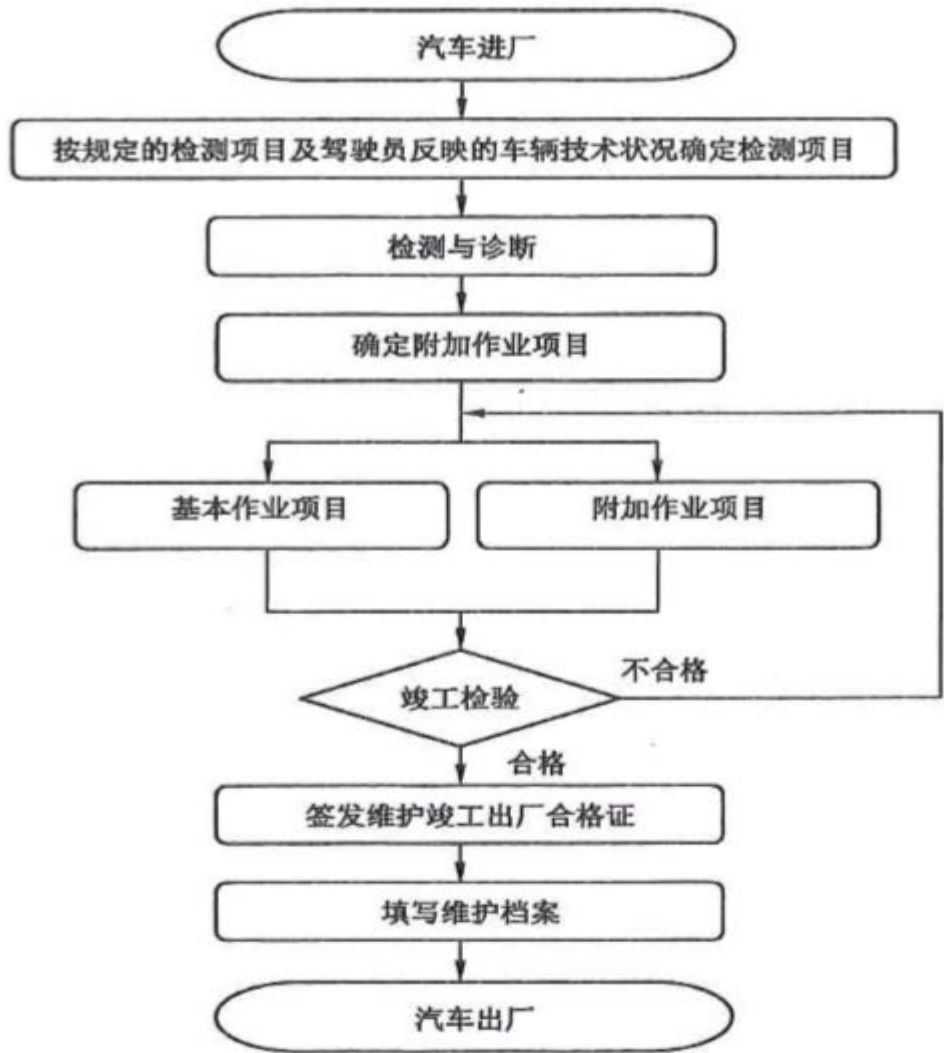 汽车进厂
按规定的检测项目及驾驶员反映的车辆技术状况确定检测项目
检测与诊断
确定附加作业项目
基本作业项目
附加作业项目
竣工检验
不合格
合格
签发维护竣工出厂合格证
填写维护档案
汽车出厂